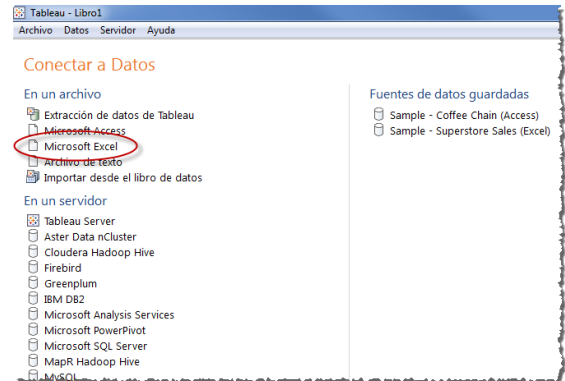 Tableau - Libro1
Archivo Datos Servidor Ayuda
Conectar a Datos
En un archivo
Extracción de datos de Tableau
Microsoft Access
Microsoft Excel
Archivo de texto
Importar desde el libro de datos
En un servidor
Tableau Server
Aster Data nCluster
Cloudera Hadoop Hive
Firebird
Greenplum
IBM DB2
Microsoft Analysis Services
Microsoft PowerPivot
Microsoft SQL Server
MapR Hadoop Hive
MySQL
Fuentes de datos guardadas
Sample - Coffee Chain (Access)
Sample - Superstore Sales (Excel)